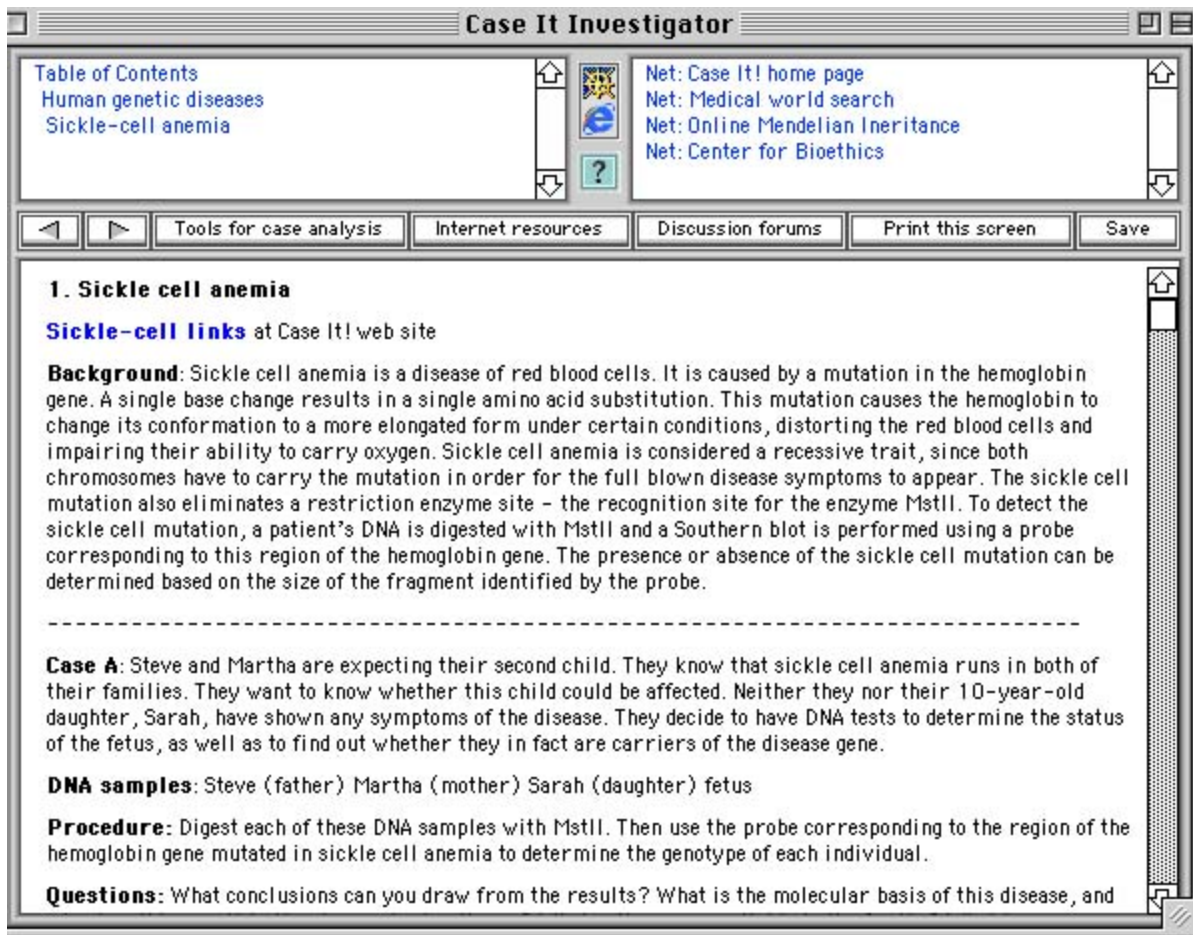 Case It Investigator
Table of Contents
Human genetic diseases
Sickle-cell anemia
?
Net: Case It! home page
Net: Medical world search
Net: Online Mendelian Ineritance
Net: Center for Bioethics
Tools for case analysis
Internet resources
Discussion forums
Print this screen
Save
1. Sickle cell anemia
Sickle-cell links at Case It! web site
Background: Sickle cell anemia is a disease of red blood cells. It is caused by a mutation in the hemoglobin
gene. A single base change results in a single amino acid substitution. This mutation causes the hemoglobin to
change its conformation to a more elongated form under certain conditions, distorting the red blood cells and
impairing their ability to carry oxygen. Sickle cell anemia is considered a recessive trait, since both
chromosomes have to carry the mutation in order for the full blown disease symptoms to appear. The sickle cell
mutation also eliminates a restriction enzyme site - the recognition site for the enzyme MstII. To detect the
sickle cell mutation, a patient's DNA is digested with MstII and a Southern blot is performed using a probe
corresponding to this region of the hemoglobin gene. The presence or absence of the sickle cell mutation can be
determined based on the size of the fragment identified by the probe.
--------------------------------------------------------------------------
Case A: Steve and Martha are expecting their second child. They know that sickle cell anemia runs in both of
their families. They want to know whether this child could be affected. Neither they nor their 10-year-old
daughter, Sarah, have shown any symptoms of the disease. They decide to have DNA tests to determine the status
of the fetus, as well as to find out whether they in fact are carriers of the disease gene.
DNA samples: Steve (father) Martha (mother) Sarah (daughter) fetus
Procedure: Digest each of these DNA samples with MstII. Then use the probe corresponding to the region of the
hemoglobin gene mutated in sickle cell anemia to determine the genotype of each individual.
Questions: What conclusions can you draw from the results? What is the molecular basis of this disease, and